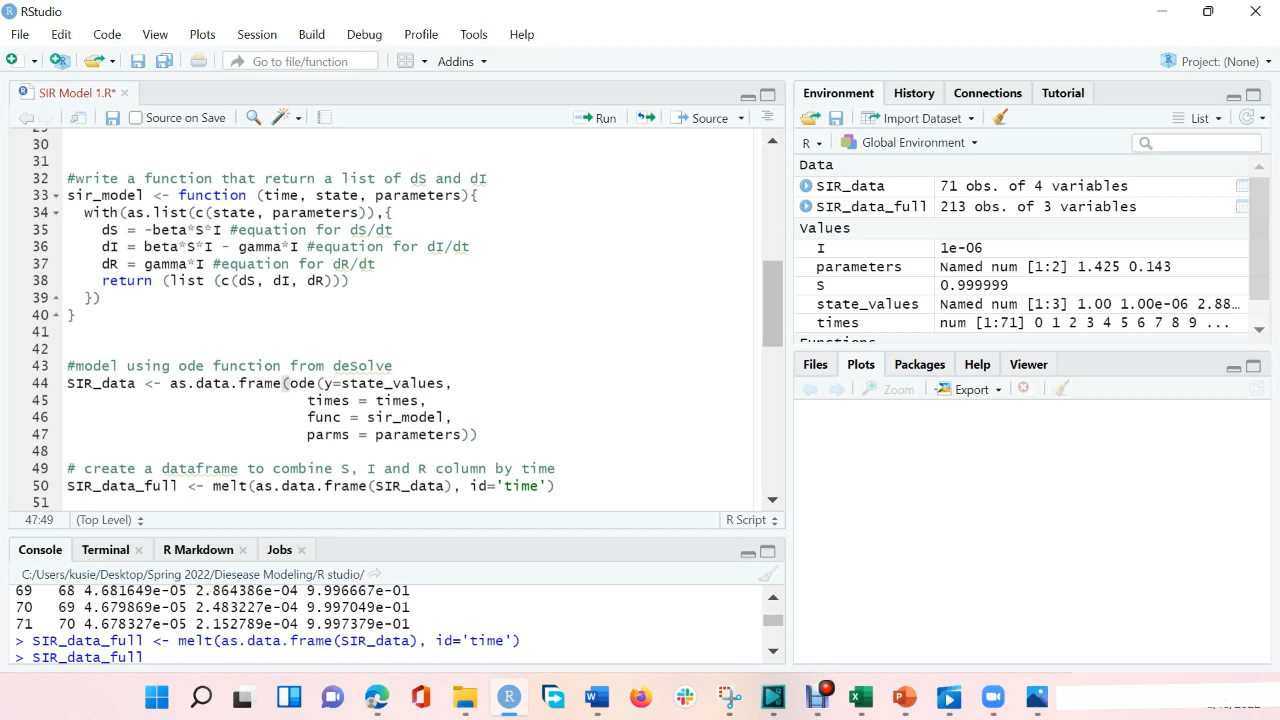 RStudio
File Edit Code View Plots Session Build Debug Profile Tools Help
Go to file/function Addins Project: (None)
SIR Model 1.R*
Source on Save Run Source
30
31
32 #write a function that return a list of dS and dI
33 sir_model <- function (time, state, parameters){
34 with(as.list(c(state, parameters)),{
35 dS = -beta*S*I #equation for dS/dt
36 dI = beta*S*I - gamma*I #equation for dI/dt
37 dR = gamma*I #equation for dR/dt
38 return (list (c(dS, dI, dR)))
39 })
40 }
41
42
43 #model using ode function from deSolve
44 SIR_data <- as.data.frame(ode(y=state_values,
45 times = times,
46 func = sir_model,
47 parms = parameters))
48
49 # create a dataframe to combine S, I and R column by time
50 SIR_data_full <- melt(as.data.frame(SIR_data), id='time')
51
47:49 (Top Level) R Script
Console Terminal R Markdown Jobs
C:/Users/kusie/Desktop/Spring 2022/Diesease Modeling/R studio/
69 68 4.681649e-05 2.864386e-04 9.996667e-01
70 69 4.679869e-05 2.483227e-04 9.997049e-01
71 70 4.678327e-05 2.152789e-04 9.997379e-01
> SIR_data_full <- melt(as.data.frame(SIR_data), id='time')
> SIR_data_full
Environment History Connections Tutorial
Import Dataset List
R Global Environment
Data
SIR_data 71 obs. of 4 variables
SIR_data_full 213 obs. of 3 variables
Values
I 1e-06
parameters Named num [1:2] 1.425 0.143
S 0.999999
state_values Named num [1:3] 1.00 1.00e-06 2.88...
times num [1:71] 0 1 2 3 4 5 6 7 8 9 ...
Files Plots Packages Help Viewer
Zoom Export